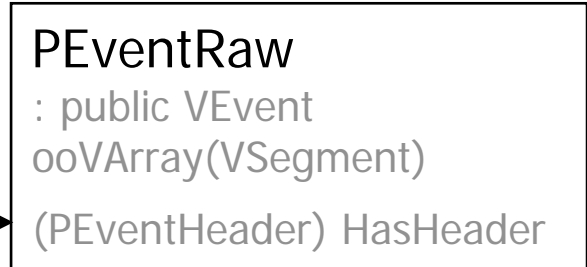 PEventRaw
: public VEvent
ooVArray(VSegment)
(PEventHeader) HasHeader